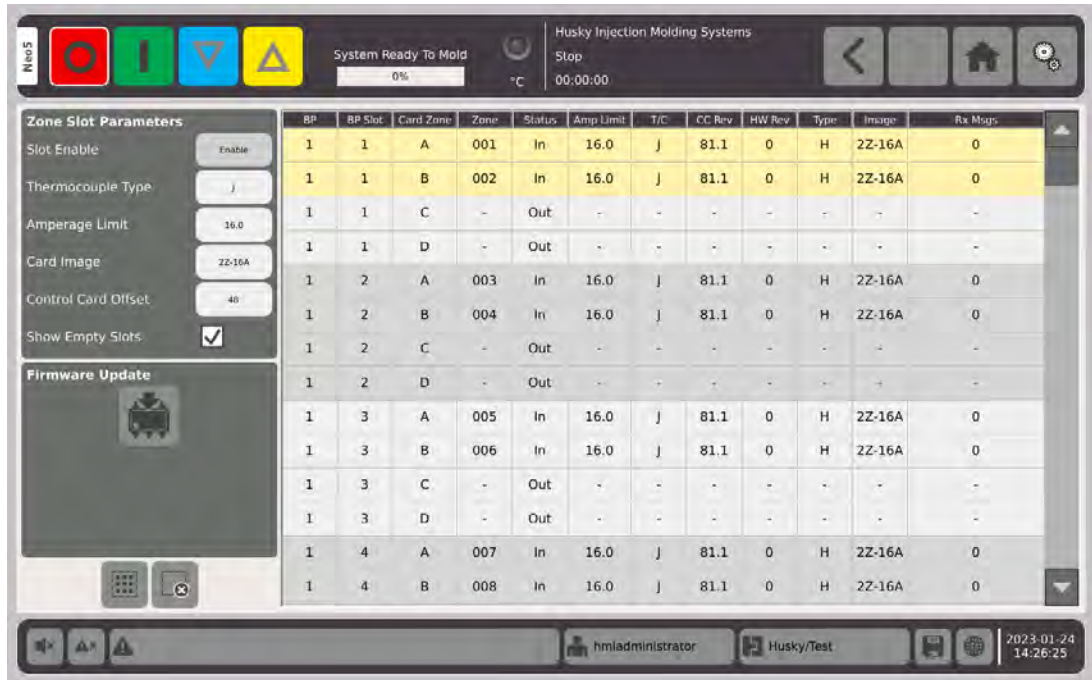 Neo5
System Ready To Mold
0%
°C
Husky Injection Molding Systems
Stop
00:00:00
Zone Slot Parameters
Slot Enable Enable
Thermocouple Type J
Amperage Limit 16.0
Card Image 2Z-16A
Control Card Offset 48
Show Empty Slots
Firmware Update
BP BP Slot Card Zone Zone Status Amp Limit T/C CC Rev HW Rev Type Image Rx Msgs
1 1 A 001 In 16.0 J 81.1 0 H 2Z-16A 0
1 1 B 002 In 16.0 J 81.1 0 H 2Z-16A 0
1 1 C - Out - - - - - - -
1 1 D - Out - - - - - - -
1 2 A 003 In 16.0 J 81.1 0 H 2Z-16A 0
1 2 B 004 In 16.0 J 81.1 0 H 2Z-16A 0
1 2 C - Out - - - - - - -
1 2 D - Out - - - - - - -
1 3 A 005 In 16.0 J 81.1 0 H 2Z-16A 0
1 3 B 006 In 16.0 J 81.1 0 H 2Z-16A 0
1 3 C - Out - - - - - - -
1 3 D - Out - - - - - - -
1 4 A 007 In 16.0 J 81.1 0 H 2Z-16A 0
1 4 B 008 In 16.0 J 81.1 0 H 2Z-16A 0
hmiadministrator
Husky/Test
2023-01-24
14:26:25